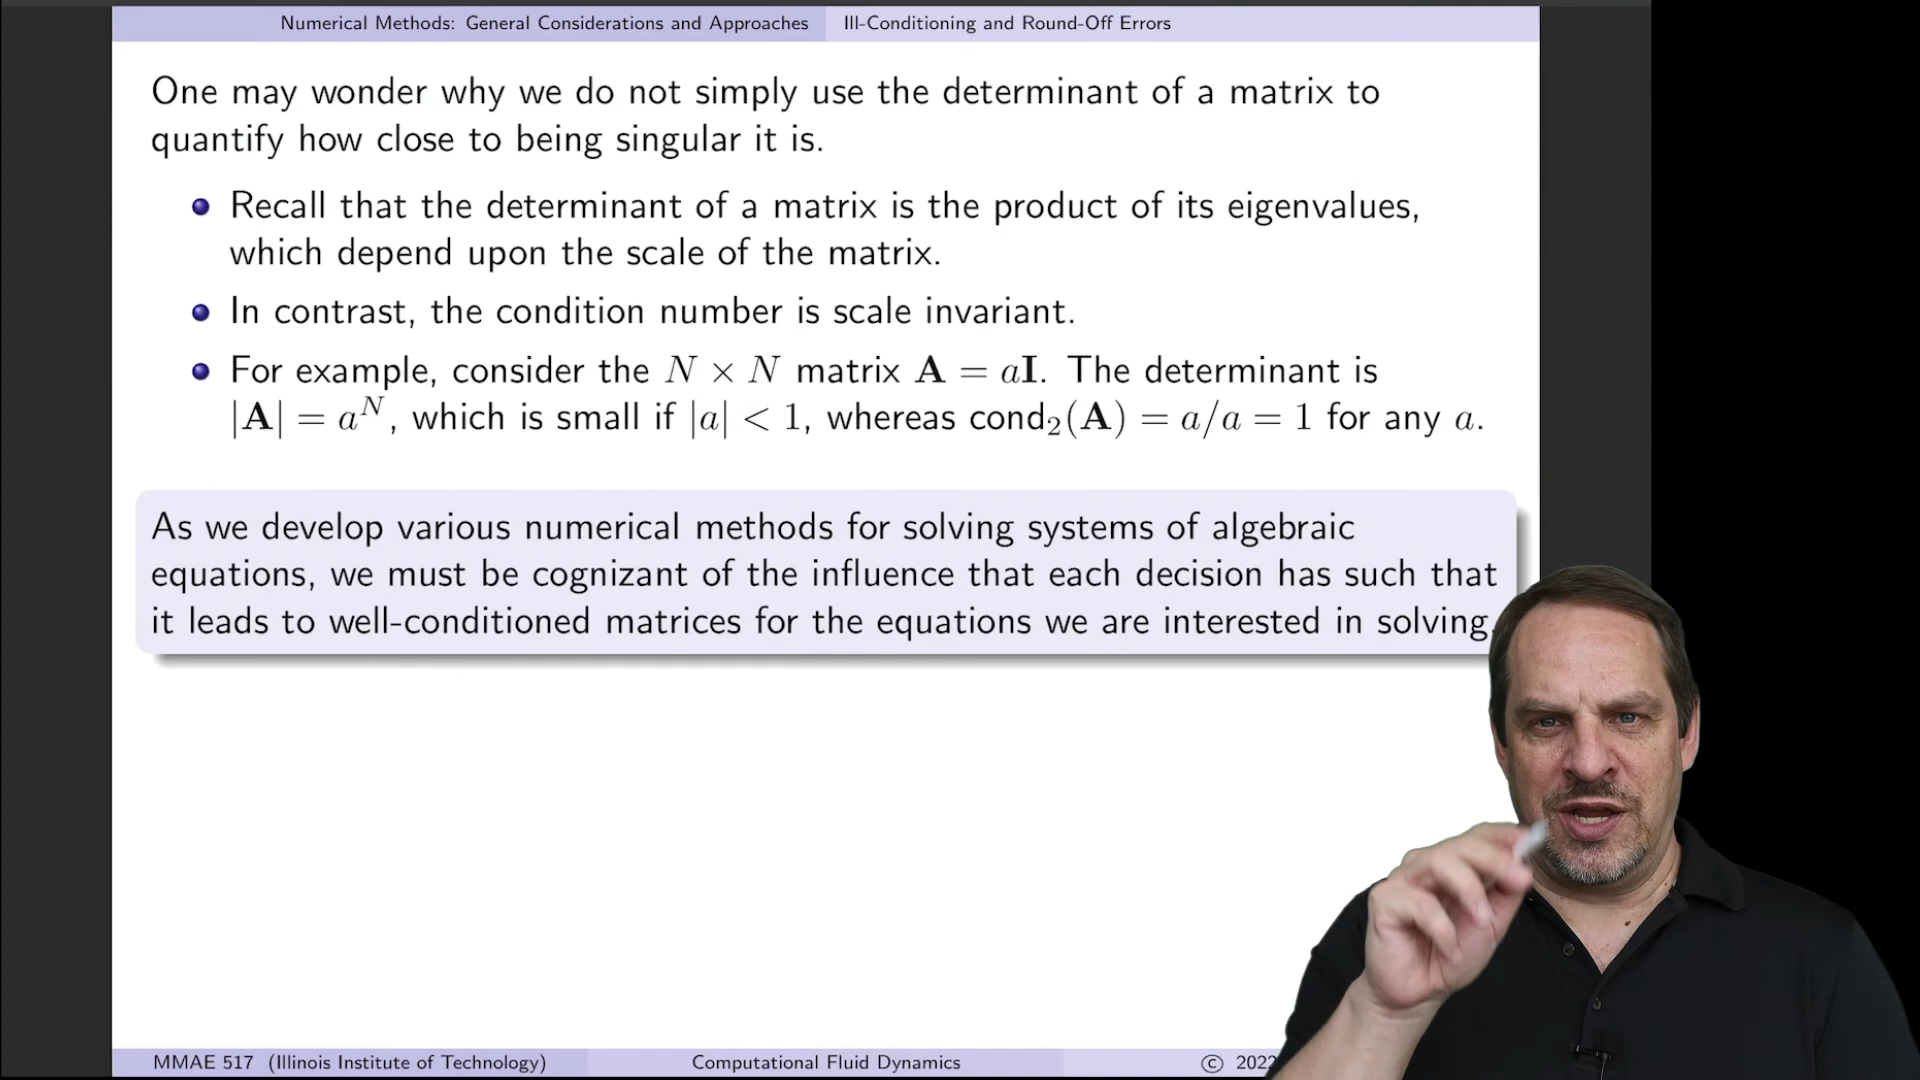 Numerical Methods: General Considerations and Approaches Ill-Conditioning and Round-Off Errors
One may wonder why we do not simply use the determinant of a matrix to
quantify how close to being singular it is.
Recall that the determinant of a matrix is the product of its eigenvalues,
which depend upon the scale of the matrix.
In contrast, the condition number is scale invariant.
For example, consider the N × N matrix A = aI. The determinant is
|A| = a^N, which is small if |a| < 1, whereas cond₂(A) = a/a = 1 for any a.
As we develop various numerical methods for solving systems of algebraic
equations, we must be cognizant of the influence that each decision has such that
it leads to well-conditioned matrices for the equations we are interested in solving.
MMAE 517 (Illinois Institute of Technology) Computational Fluid Dynamics © 2022